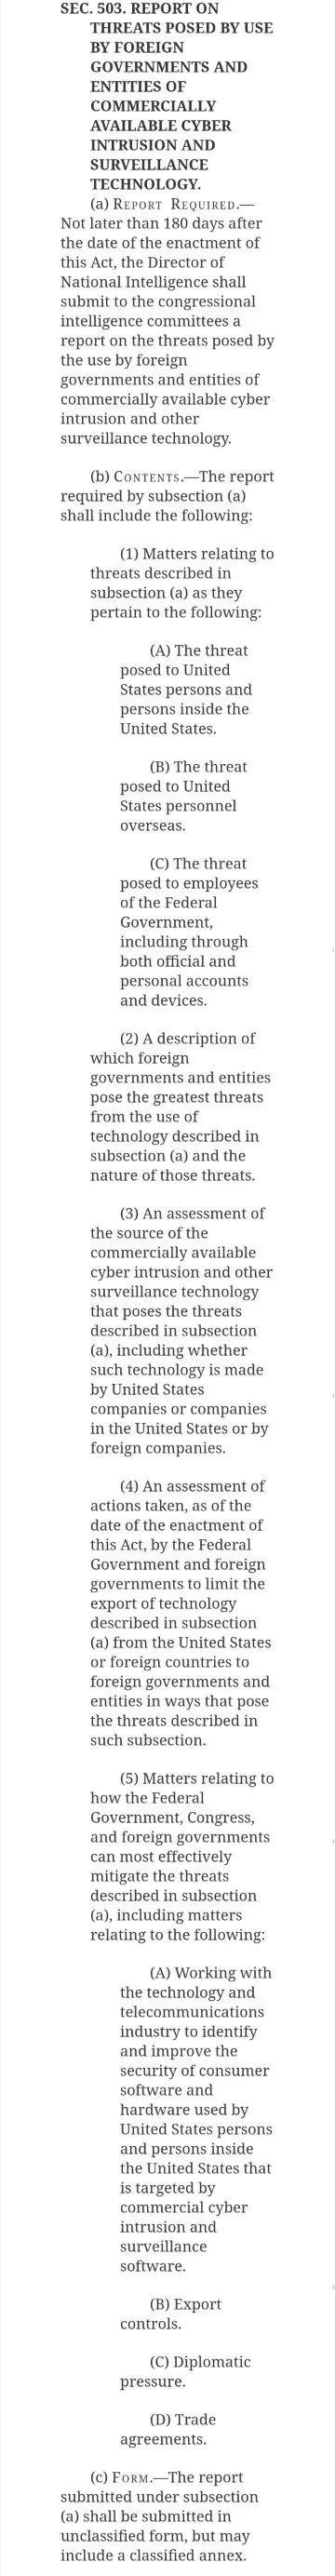 SEC. 503. REPORT ON
THREATS POSED BY USE
BY FOREIGN
GOVERNMENTS AND
ENTITIES OF
COMMERCIALLY
AVAILABLE CYBER
INTRUSION AND
SURVEILLANCE
TECHNOLOGY.
(a) REPORT REQUIRED.—
Not later than 180 days after
the date of the enactment of
this Act, the Director of
National Intelligence shall
submit to the congressional
intelligence committees a
report on the threats posed by
the use by foreign
governments and entities of
commercially available cyber
intrusion and other
surveillance technology.
(b) CONTENTS.—The report
required by subsection (a)
shall include the following:
(1) Matters relating to
threats described in
subsection (a) as they
pertain to the following:
(A) The threat
posed to United
States persons and
persons inside the
United States.
(B) The threat
posed to United
States personnel
overseas.
(C) The threat
posed to employees
of the Federal
Government,
including through
both official and
personal accounts
and devices.
(2) A description of
which foreign
governments and entities
pose the greatest threats
from the use of
technology described in
subsection (a) and the
nature of those threats.
(3) An assessment of
the source of the
commercially available
cyber intrusion and other
surveillance technology
that poses the threats
described in subsection
(a), including whether
such technology is made
by United States
companies or companies
in the United States or by
foreign companies.
(4) An assessment of
actions taken, as of the
date of the enactment of
this Act, by the Federal
Government and foreign
governments to limit the
export of technology
described in subsection
(a) from the United States
or foreign countries to
foreign governments and
entities in ways that pose
the threats described in
such subsection.
(5) Matters relating to
how the Federal
Government, Congress,
and foreign governments
can most effectively
mitigate the threats
described in subsection
(a), including matters
relating to the following:
(A) Working with
the technology and
telecommunications
industry to identify
and improve the
security of consumer
software and
hardware used by
United States persons
and persons inside
the United States that
is targeted by
commercial cyber
intrusion and
surveillance
software.
(B) Export
controls.
(C) Diplomatic
pressure.
(D) Trade
agreements.
(c) FORM.—The report
submitted under subsection
(a) shall be submitted in
unclassified form, but may
include a classified annex.